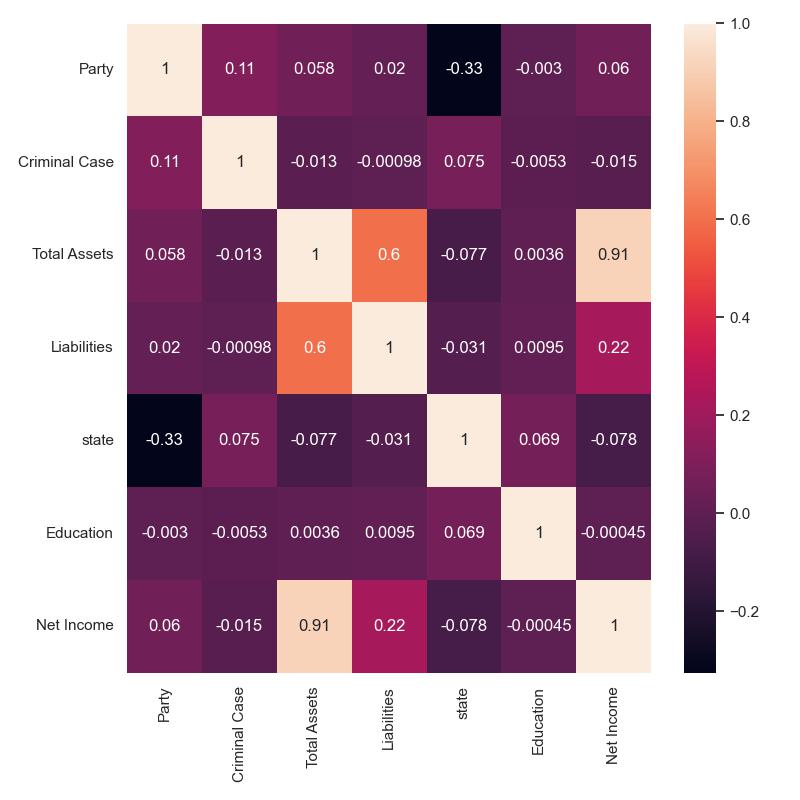 Party 1 0.11 0.058 0.02 -0.33 -0.003 0.06
Criminal Case 0.11 1 -0.013 -0.00098 0.075 -0.0053 -0.015
Total Assets 0.058 -0.013 1 0.6 -0.077 0.0036 0.91
Liabilities 0.02 -0.00098 0.6 1 -0.031 0.0095 0.22
state -0.33 0.075 -0.077 -0.031 1 0.069 -0.078
Education -0.003 -0.0053 0.0036 0.0095 0.069 1 -0.00045
Net Income 0.06 -0.015 0.91 0.22 -0.078 -0.00045 1
Party
Criminal Case
Total Assets
Liabilities
state
Education
Net Income
1.0
0.8
0.6
0.4
0.2
0.0
−0.2